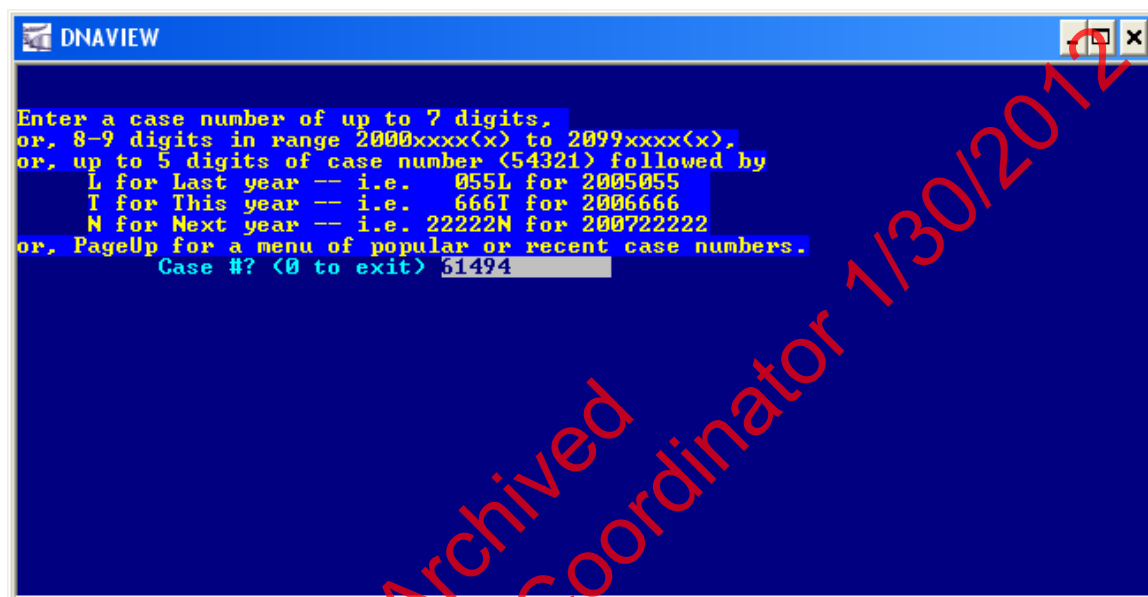 DNAVIEW
Enter a case number of up to 7 digits,
or, 8-9 digits in range 2000xxxx(x) to 2099xxxx(x),
or, up to 5 digits of case number (54321) followed by
L for Last year -- i.e. 055L for 2005055
T for This year -- i.e. 666T for 2006666
N for Next year -- i.e. 22222N for 200722222
or, PageUp for a menu of popular or recent case numbers.
Case #? (0 to exit) 61494
Archived
Coordinator 1/30/2012